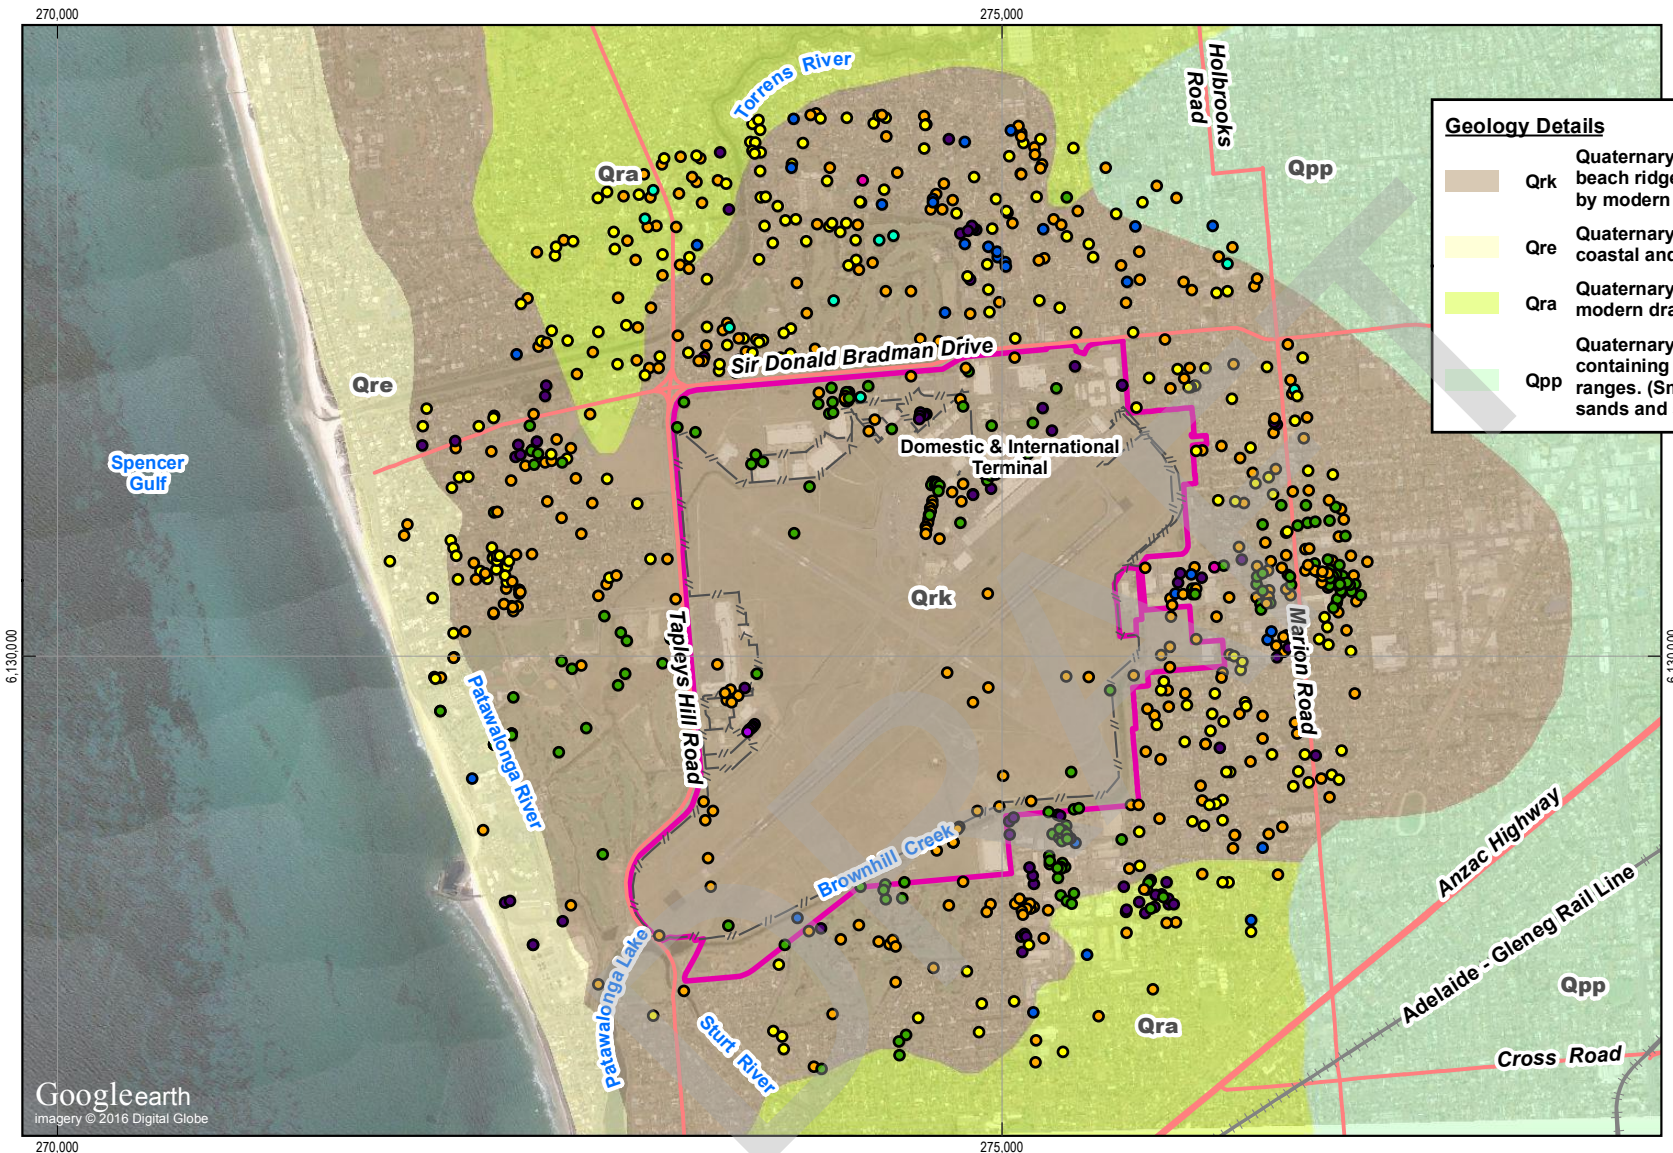 270,000
275,000
Torrens River
Holbrooks
Road
Qra
Qpp
Geology Details
Quaternary
Qrk
beach ridge
by modern
Quaternary
Qre
coastal and
Quaternary
Qra
modern dra
Quaternary
containing
Qpp
ranges. (Sn
sands and
Sir Donald Bradman Drive
Qre
Domestic & International
Terminal
Spencer
Gulf
Qrk
6,130,000
6,130,000
Tapleys Hill Road
Marion Road
Patawalonga River
Brownhill Creek
Anzac Highway
Adelaide - Gleneg Rail Line
Patawalonga Lake
Qpp
Sturt River
Qra
Cross Road
Google earth
imagery © 2016 Digital Globe
270,000
275,000